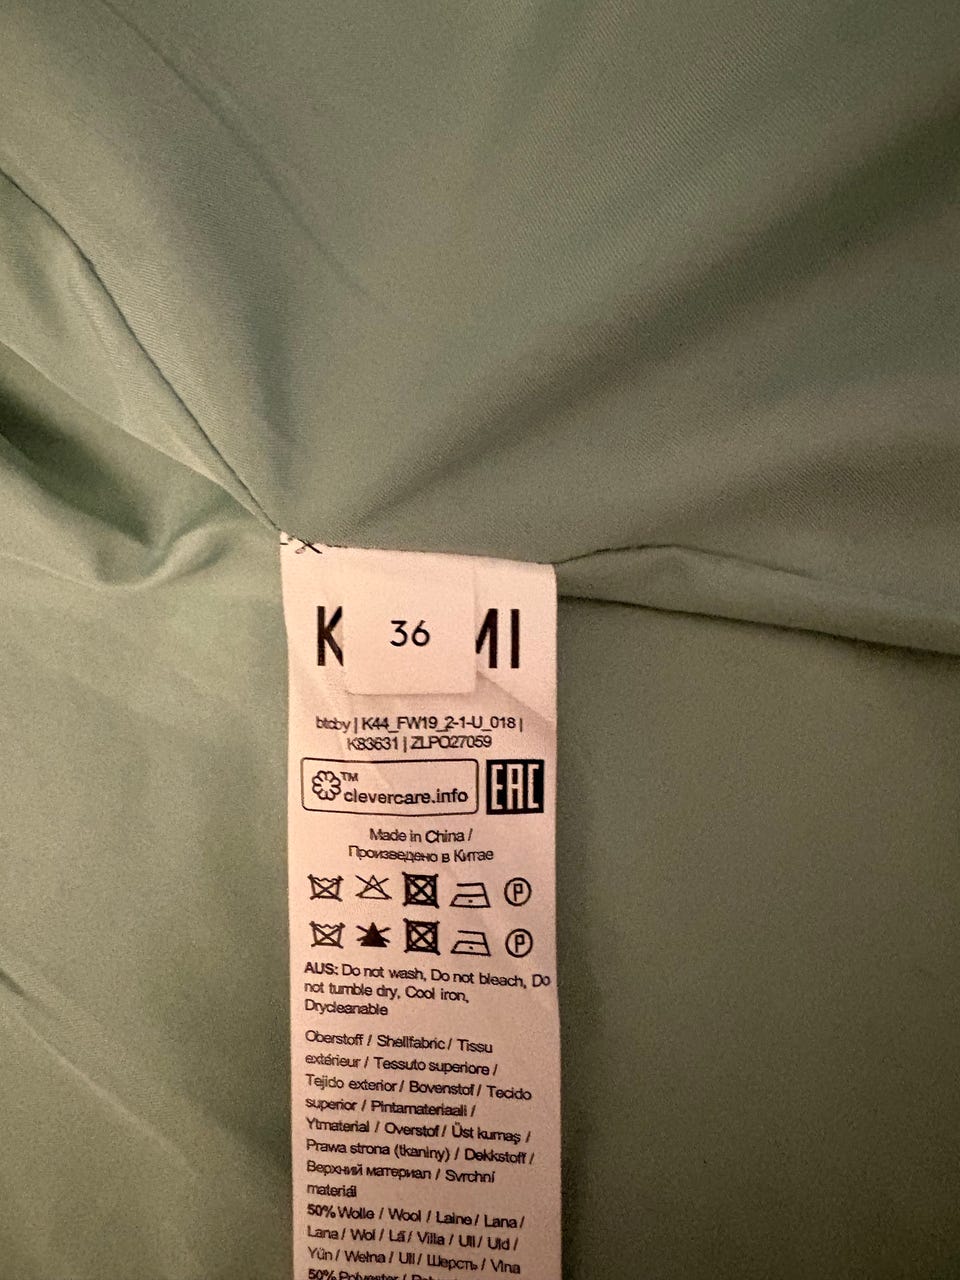 K
36
MI
btcby | K44_FW19_2-1-U_018 |
K83631 | ZLPO27059
TM
clevercare.info
EAC
Made in China /
Произведено в Китае
P
P
AUS: Do not wash, Do not bleach, Do
not tumble dry, Cool iron,
Drycleanable
Oberstoff / Shellfabric / Tissu
extérieur / Tessuto superiore /
Tejido exterior / Bovenstof / Tecido
superior / Pintamateriaali /
Ytmaterial / Overstof / Üst kumaş /
Prawa strona (tkaniny) / Dekkstoff /
Верхний материал / Svrchní
materiál
50% Wolle / Wool / Laine / Lana /
Lana / Wol / Lã / Villa / Ull / Uld /
Yün / Wełna / Ull / Шерсть / Vlna
50% Polyester /